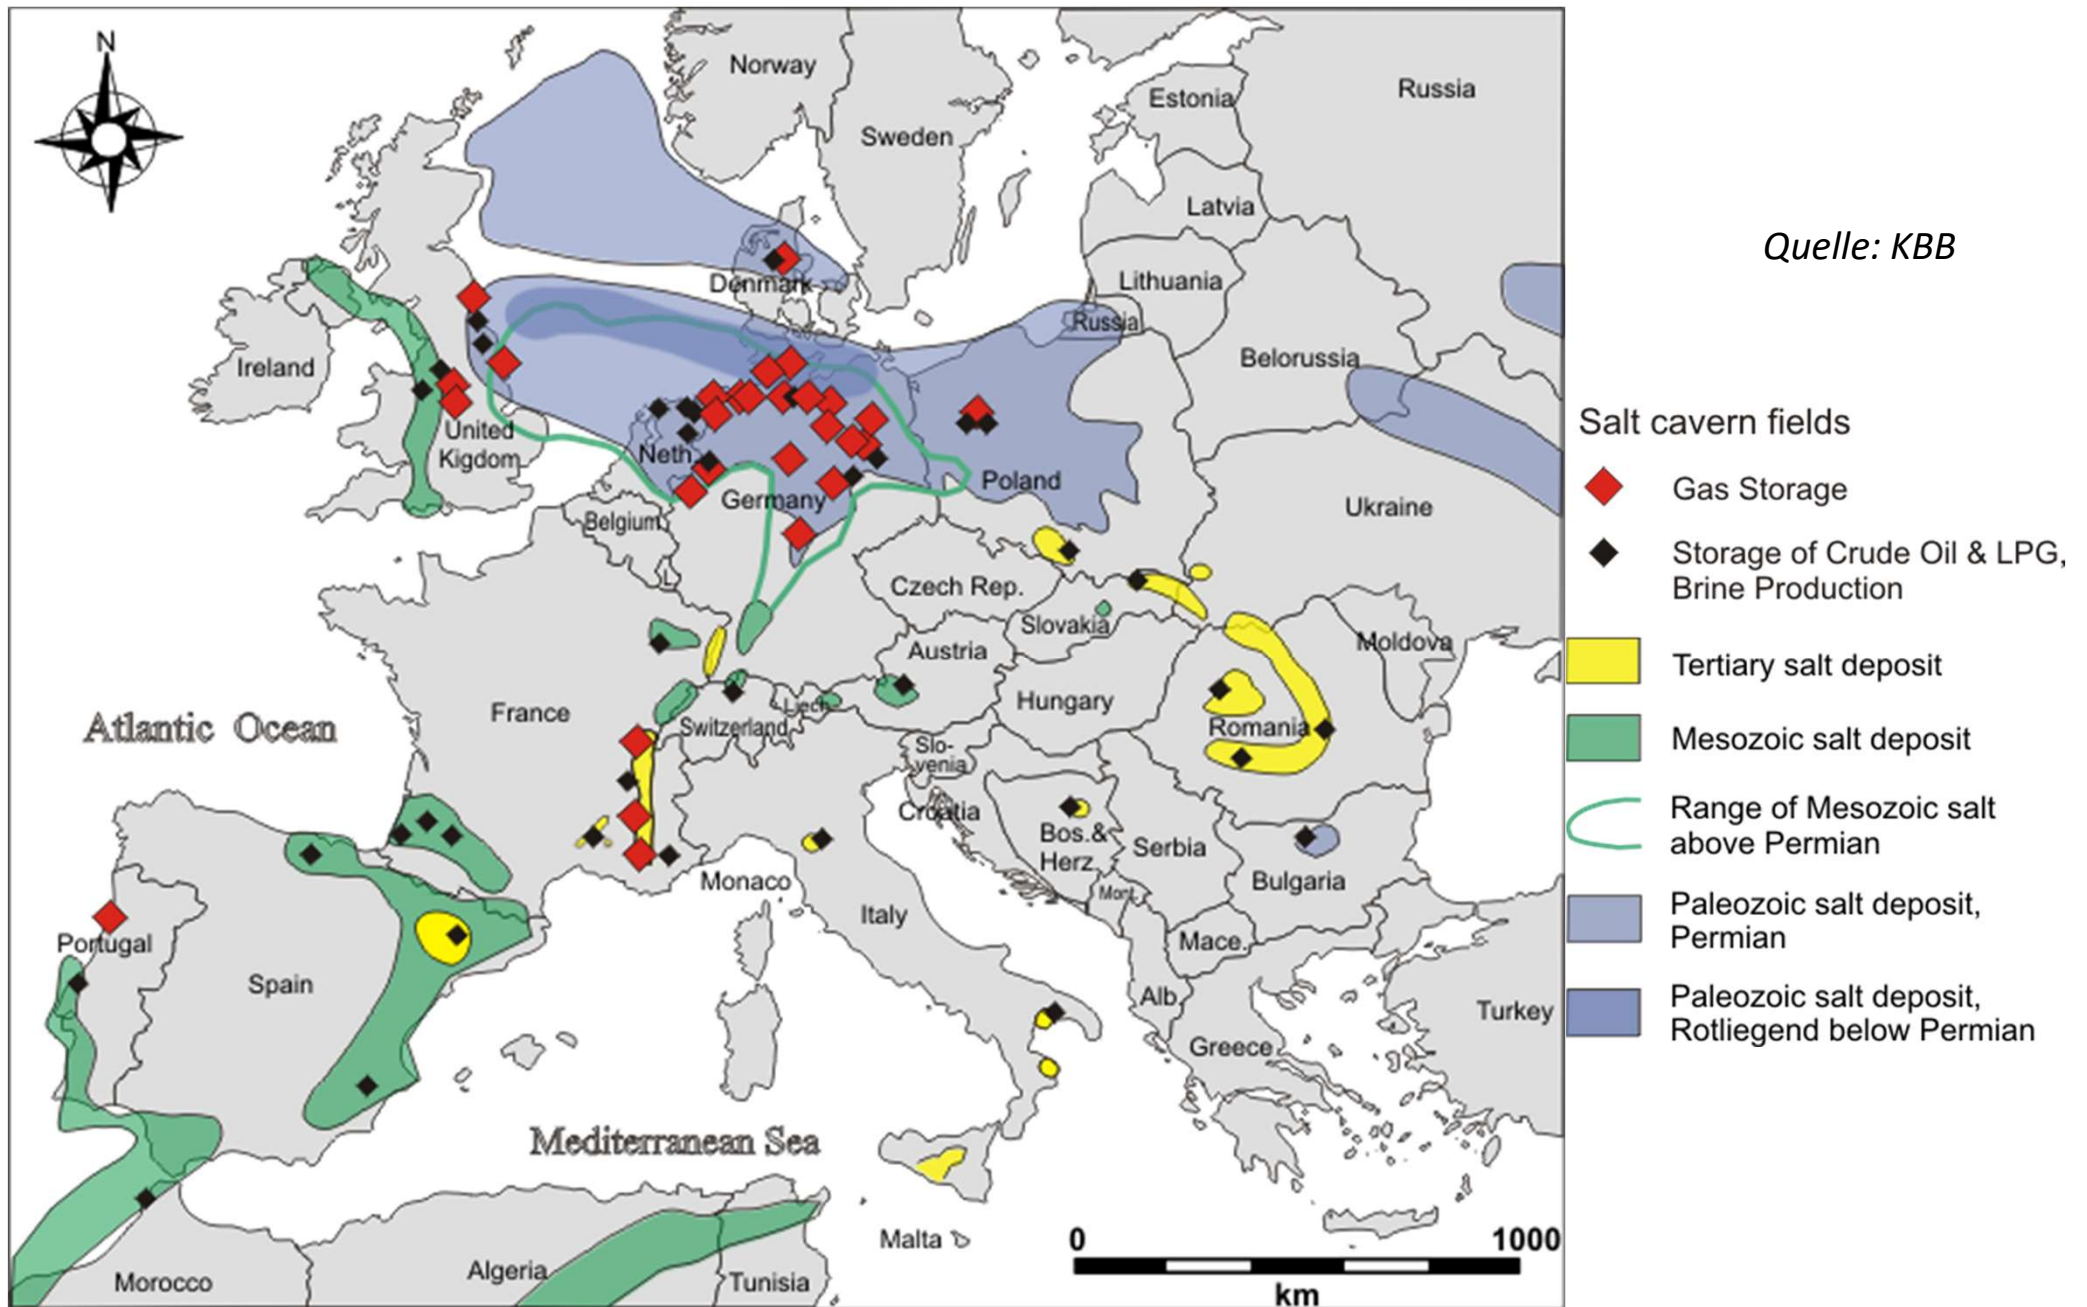 N
Norway
Russia
Estonia
Sweden
Latvia
Quelle: KBB
Denmark
Lithuania
Russia
Ireland
Belorussia
Salt cavern fields
United
Kigdom
Neth.
Poland
Germany
Gas Storage
Belgium
Ukraine
Storage of Crude Oil & LPG,
Brine Production
Czech Rep.
Slovakia
Moldova
Austria
Tertiary salt deposit
Hungary
France
Liech.
Switzerland
Romania
Atlantic Ocean
Mesozoic salt deposit
Slo-
venia
Croatia
Range of Mesozoic salt
above Permian
Bos.&
Herz.
Serbia
Monaco
Bulgaria
Mont.
Italy
Paleozoic salt deposit,
Permian
Portugal
Mace.
Spain
Alb.
Turkey
Paleozoic salt deposit,
Rotliegend below Permian
Greece
Mediterranean Sea
Malta
0 1000
km
Morocco
Algeria
Tunisia